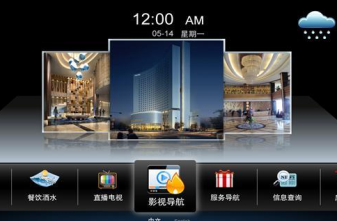 12:00 AM
05-14 星期一
餐饮酒水
直播电视
影视导航
服务导航
信息查询